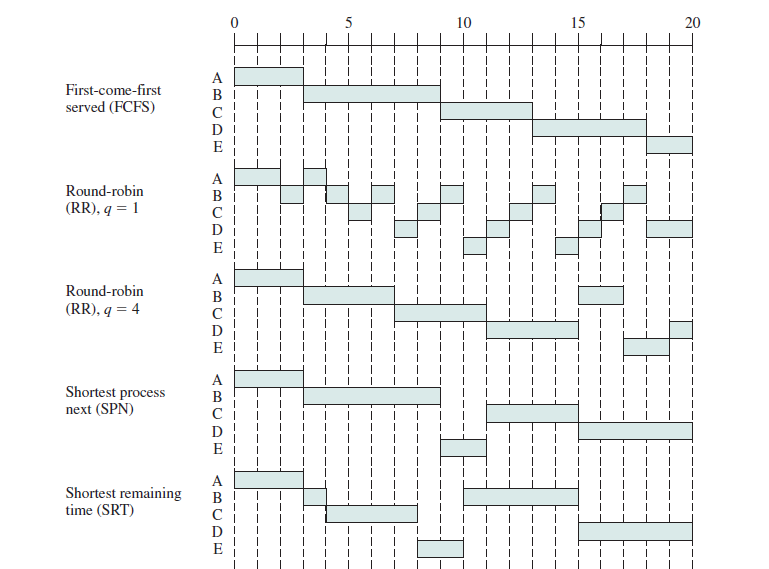 0 5 10 15 20
First-come-first
served (FCFS)
A
B
C
D
E
Round-robin
(RR), q = 1
A
B
C
D
E
Round-robin
(RR), q = 4
A
B
C
D
E
Shortest process
next (SPN)
A
B
C
D
E
Shortest remaining
time (SRT)
A
B
C
D
E